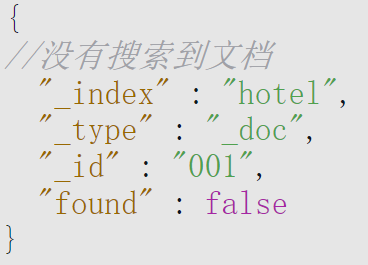 {
//没有搜索到文档
"_index" : "hotel",
"_type" : "_doc",
"_id" : "001",
"found" : false
}